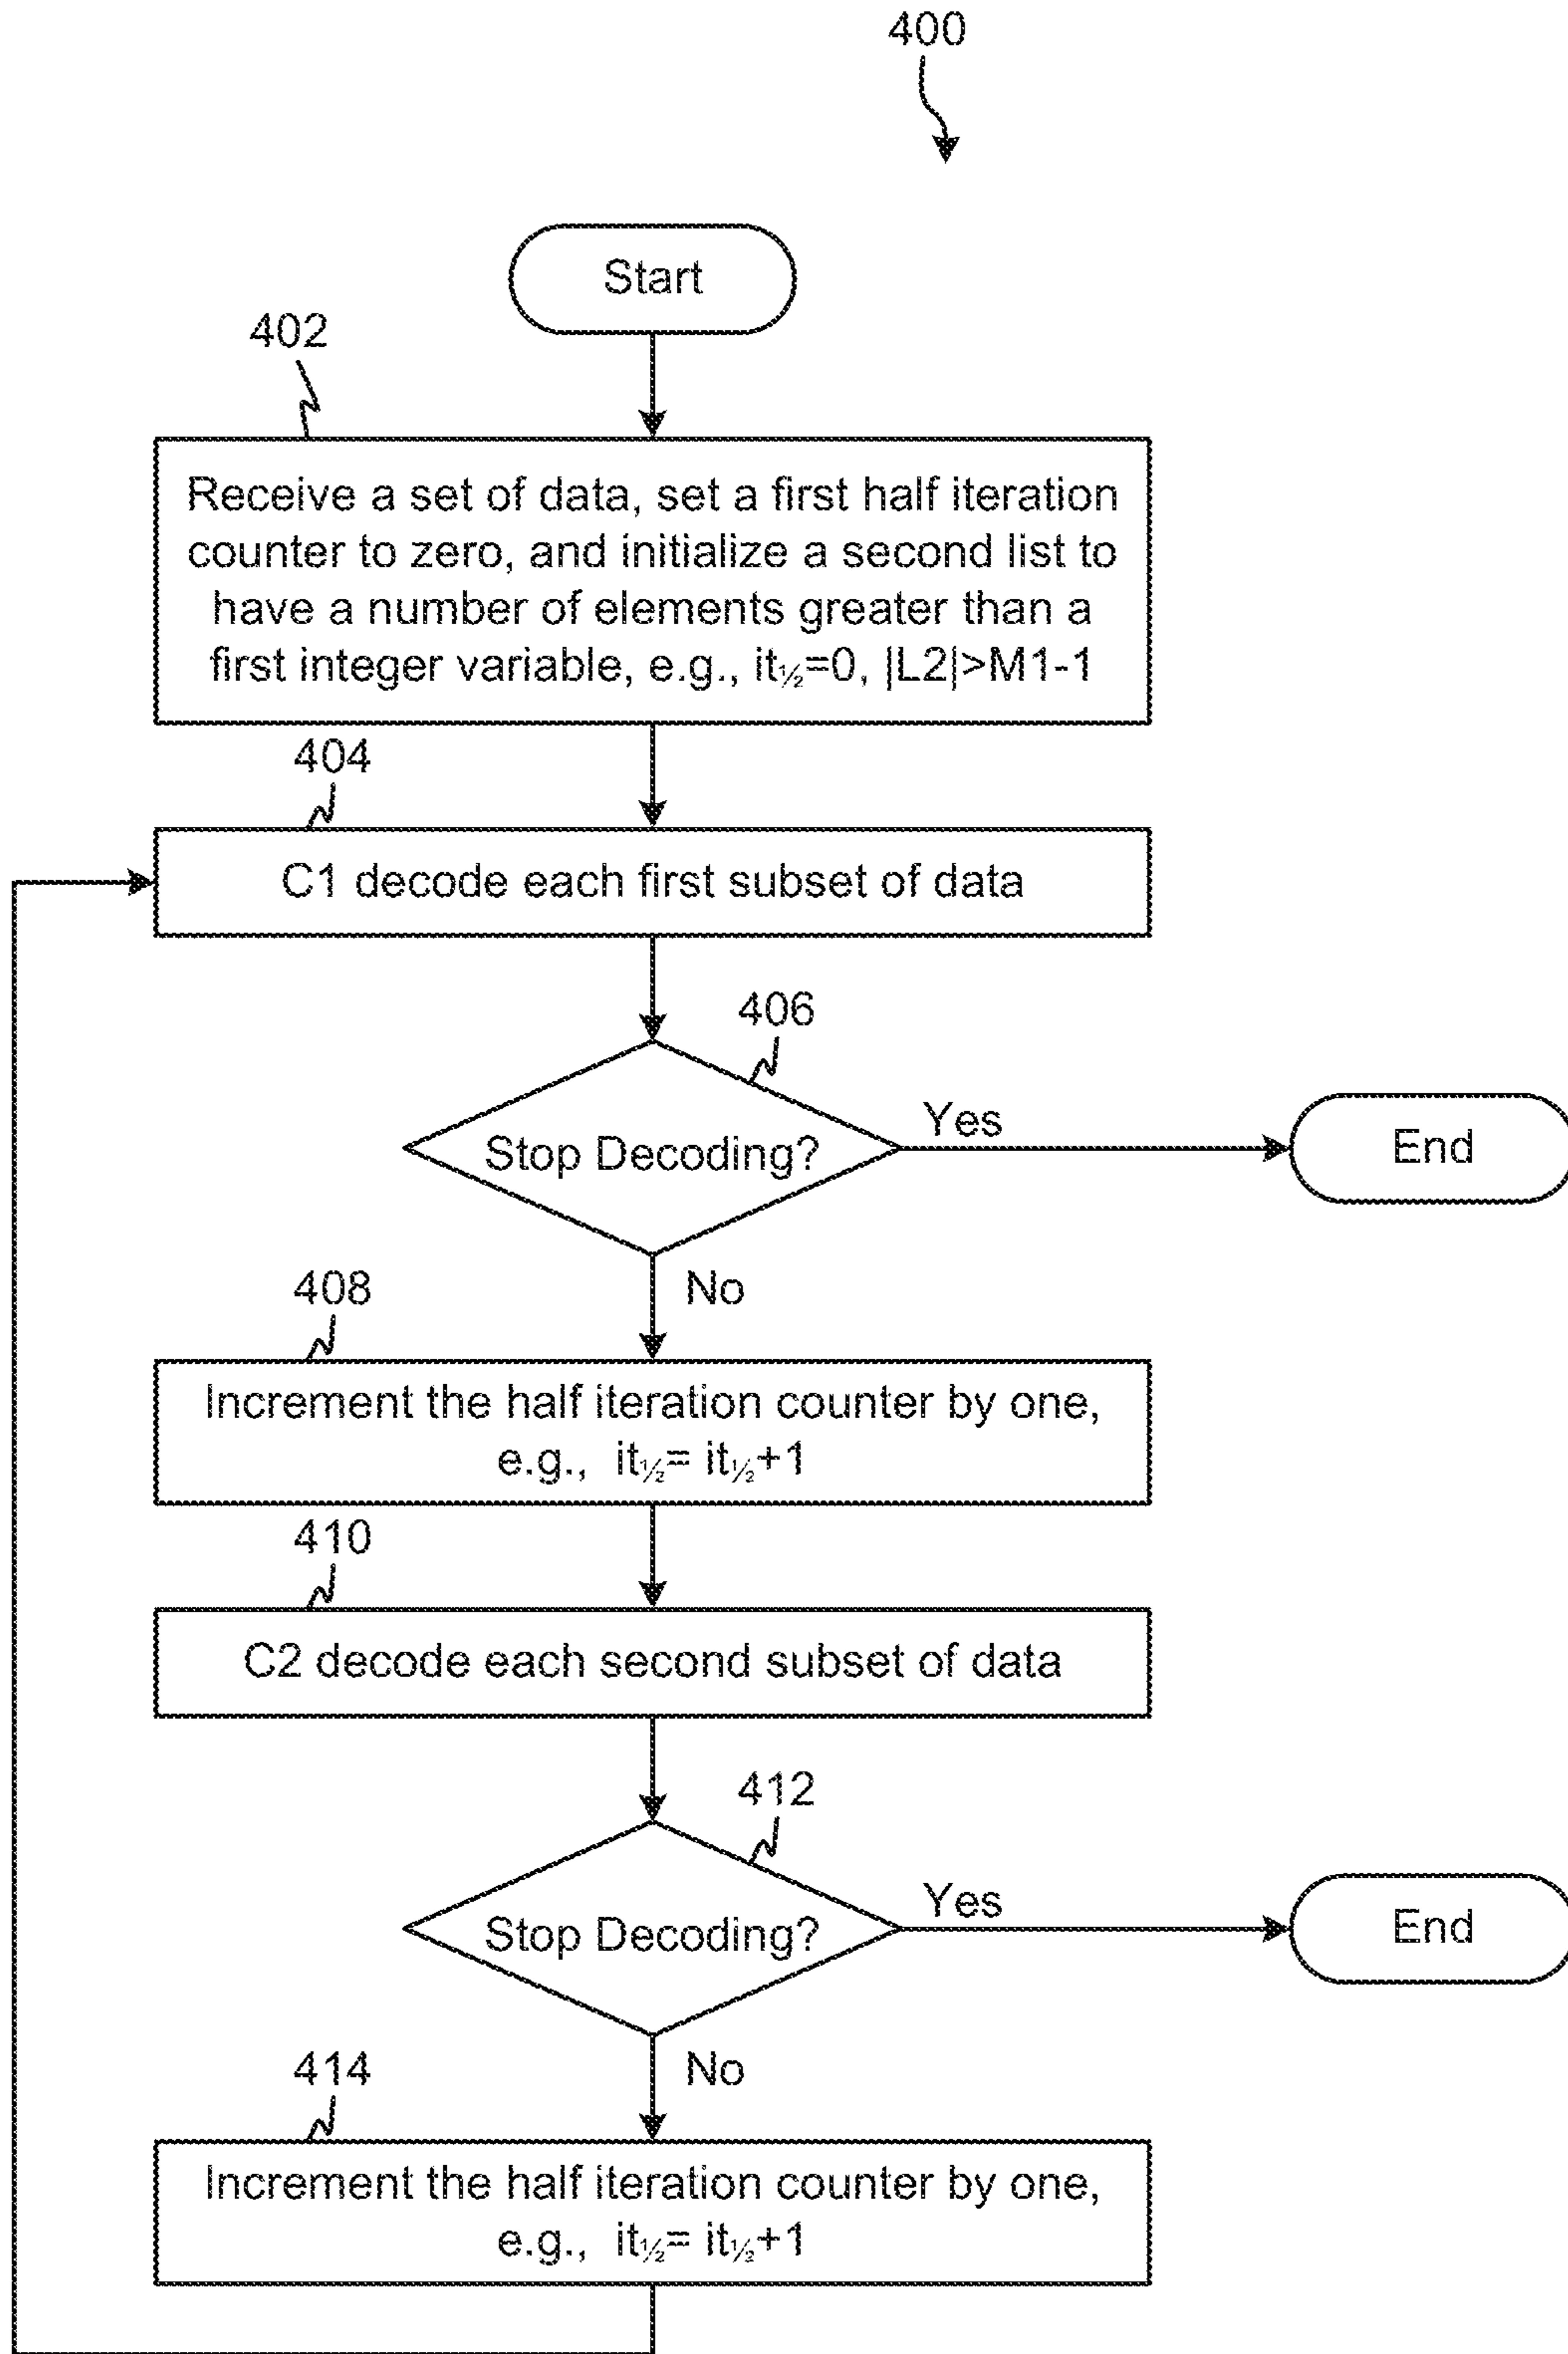 400
Start
402
Receive a set of data, set a first half iteration
counter to zero, and initialize a second list to
have a number of elements greater than a
first integer variable, e.g., it½=0, |L2|>M1-1
404
C1 decode each first subset of data
406
Stop Decoding?
Yes
End
No
408
Increment the half iteration counter by one,
e.g., it½= it½+1
410
C2 decode each second subset of data
412
Stop Decoding?
Yes
End
No
414
Increment the half iteration counter by one,
e.g., it½= it½+1